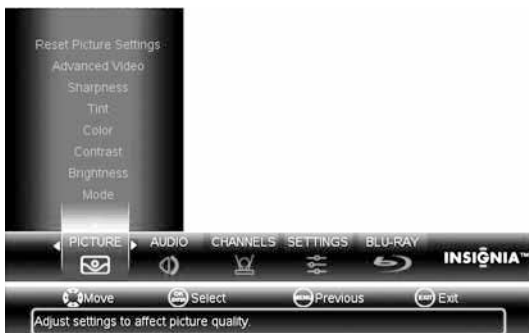 Reset Picture Settings
Advanced Video
Sharpness
Tint
Color
Contrast
Brightness
Mode
PICTURE AUDIO CHANNELS SETTINGS BLU-RAY
INSIGNIA™
Move OK ENTER Select MENU Previous EXIT Exit
Adjust settings to affect picture quality.